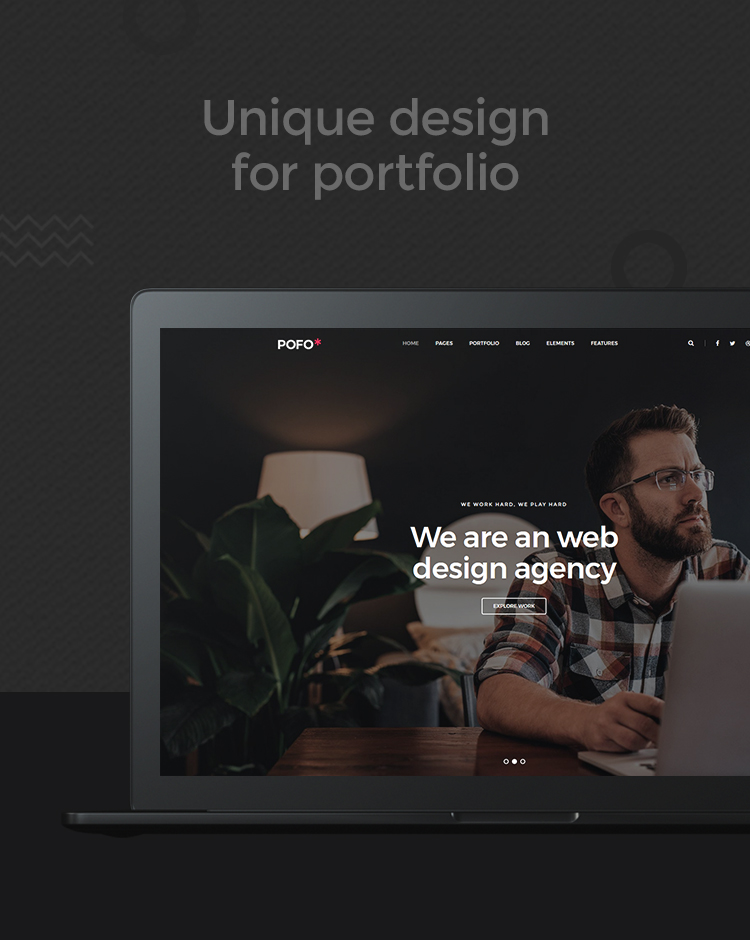 Unique design
for portfolio
POFO* HOME PAGES PORTFOLIO BLOG ELEMENTS FEATURES
WE WORK HARD, WE PLAY HARD
We are an web
design agency
EXPLORE WORK